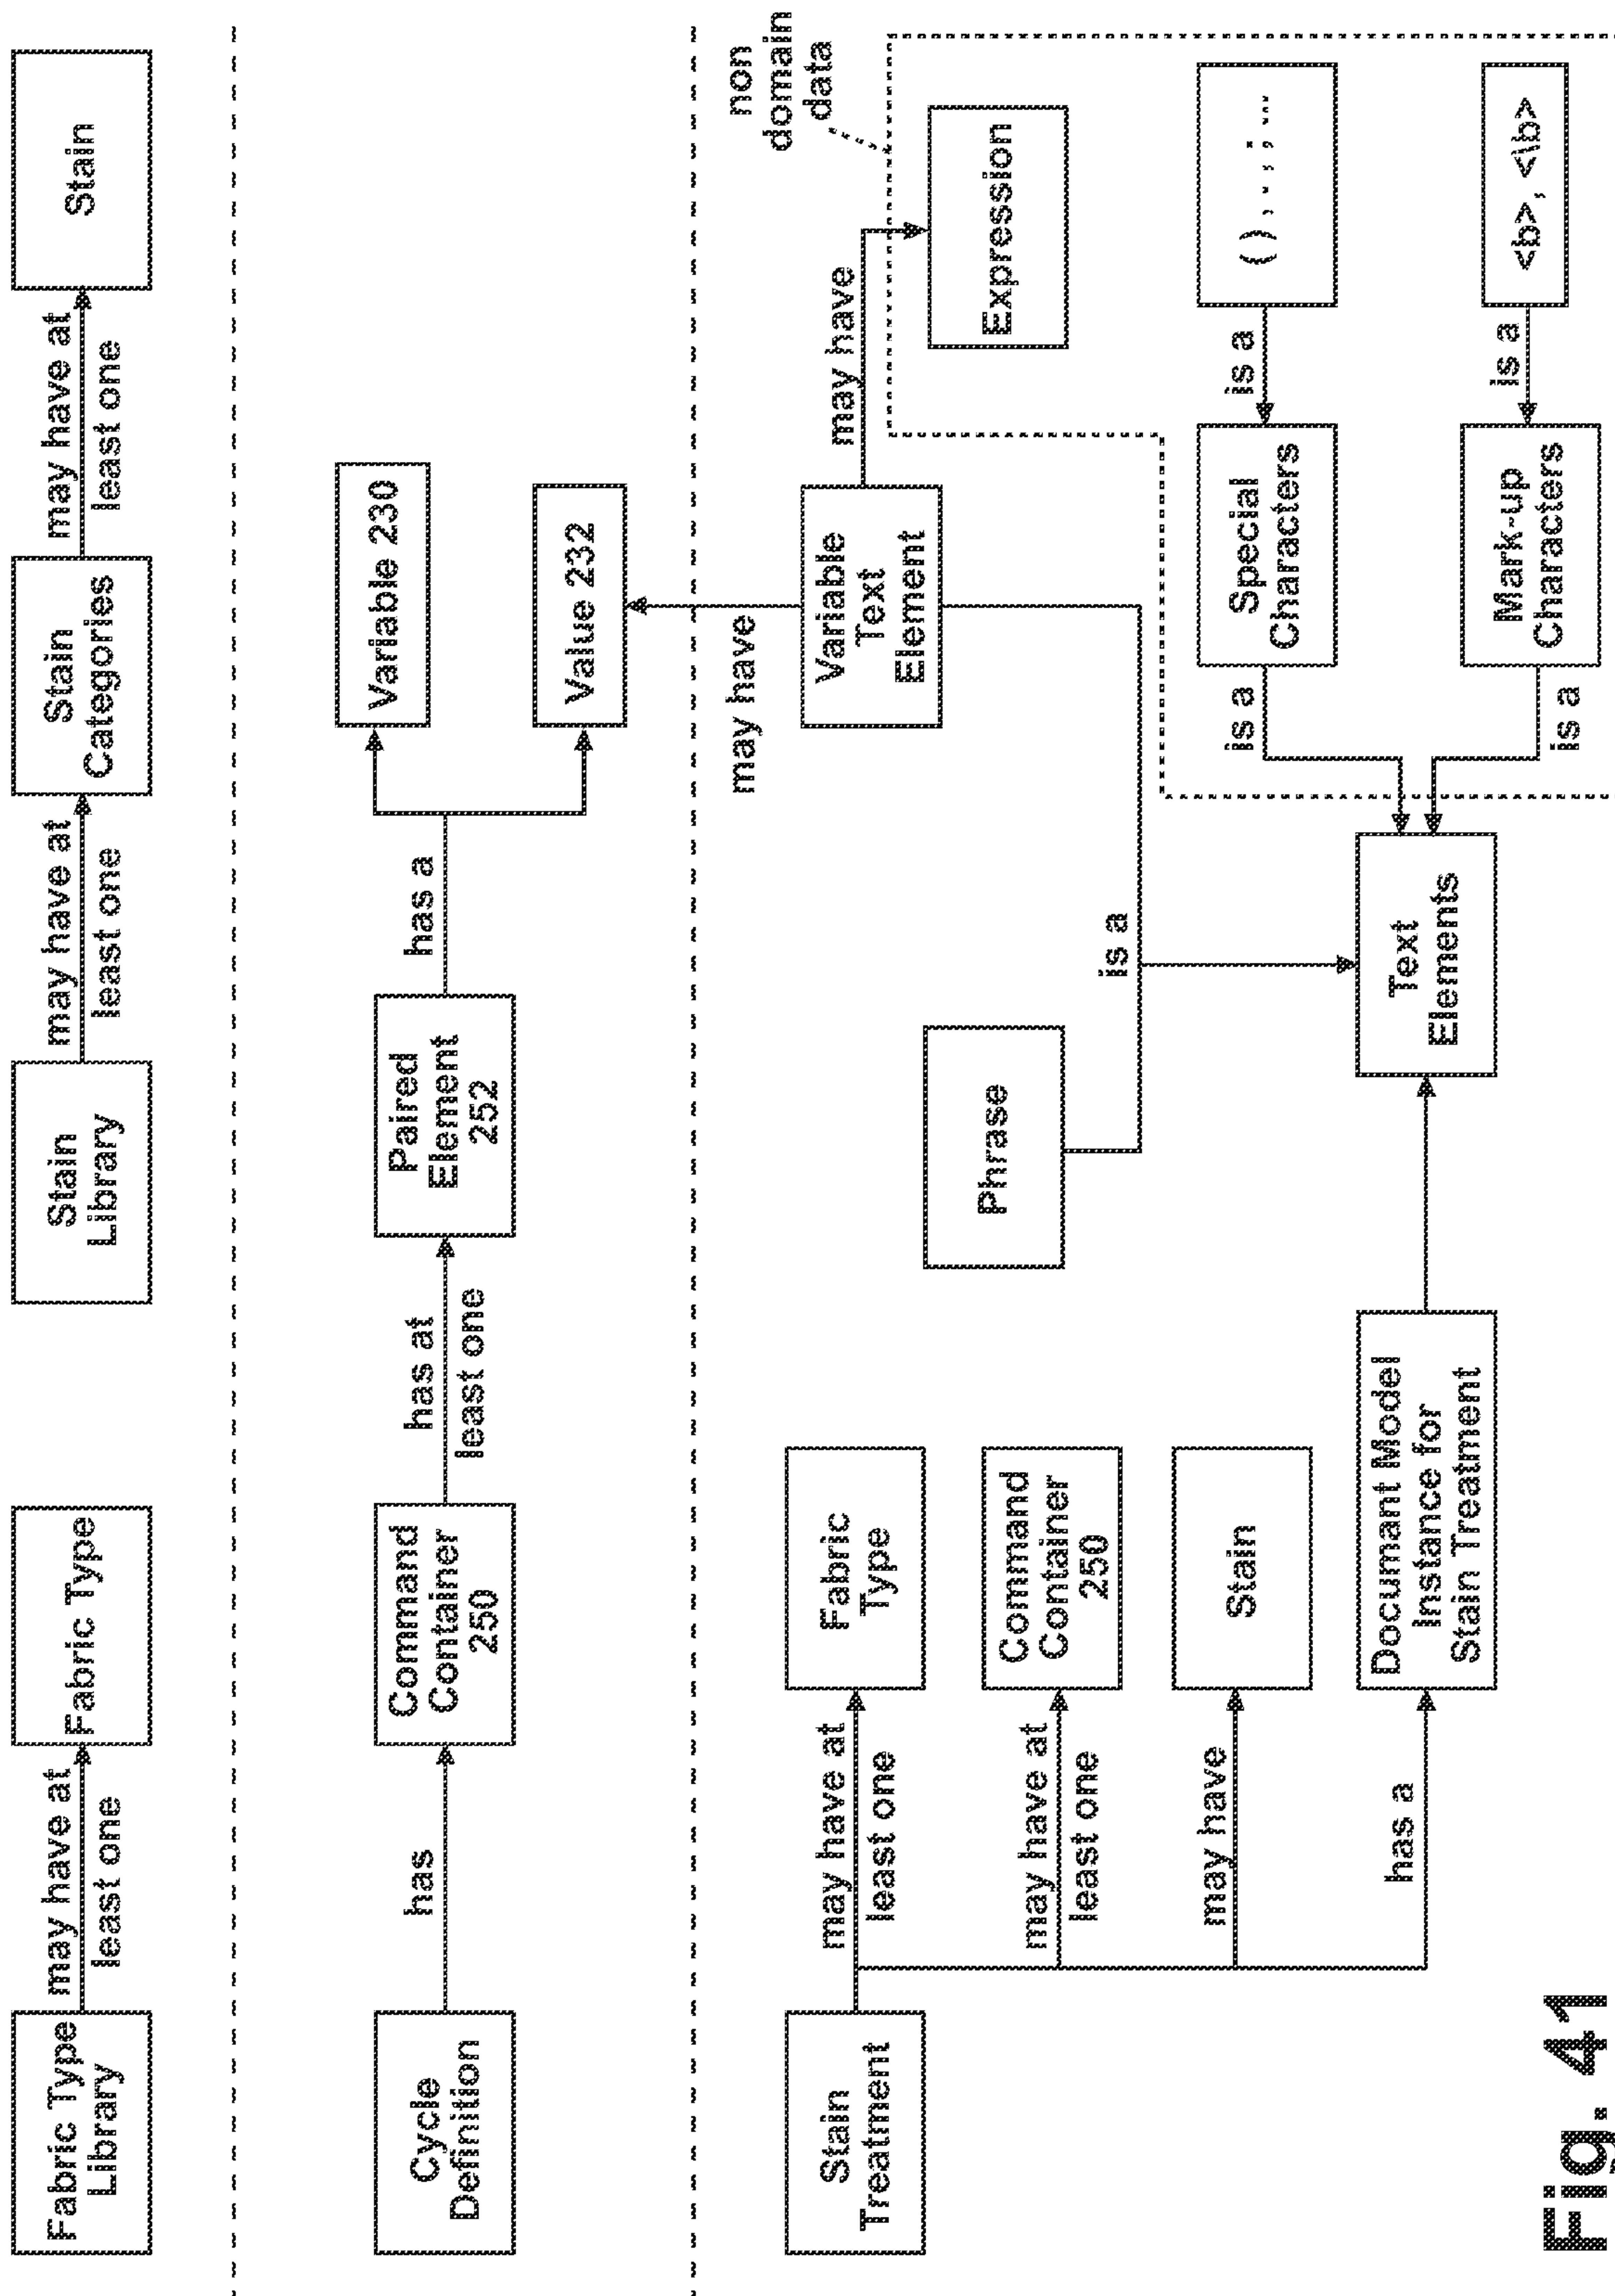 Fabric Type
Library
may have at
least one
Fabric Type
Stain
Library
may have at
least one
Stain
Categories
may have at
least one
Stain
Cycle
Definition
has
Command
Container
250
has at
least one
Paired
Element
252
has a
Variable 230
Value 232
may have
Stain
Treatment
may have at
least one
Fabric
Type
may have at
least one
Command
Container
250
may have
Stain
has a
Documant Model
Instance for
Stain Treatment
Phrase
is a
Text
Elements
Variable
Text
Element
may have
Expression
non
domain
data
is a
Special
Characters
is a
is a
Mark-up
Characters
is a
<b>, <\b>
Fig. 41